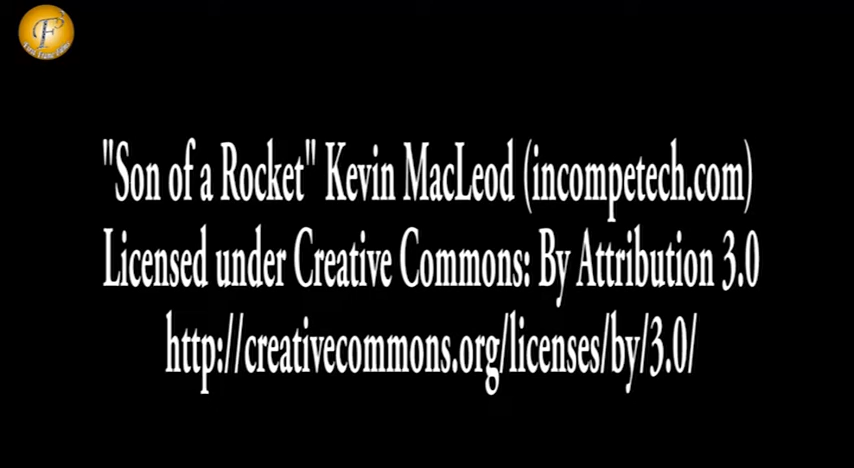 "Son of a Rocket" Kevin MacLeod (incompetech.com)
Licensed under Creative Commons: By Attribution 3.0
http://creativecommons.org/licenses/by/3.0/